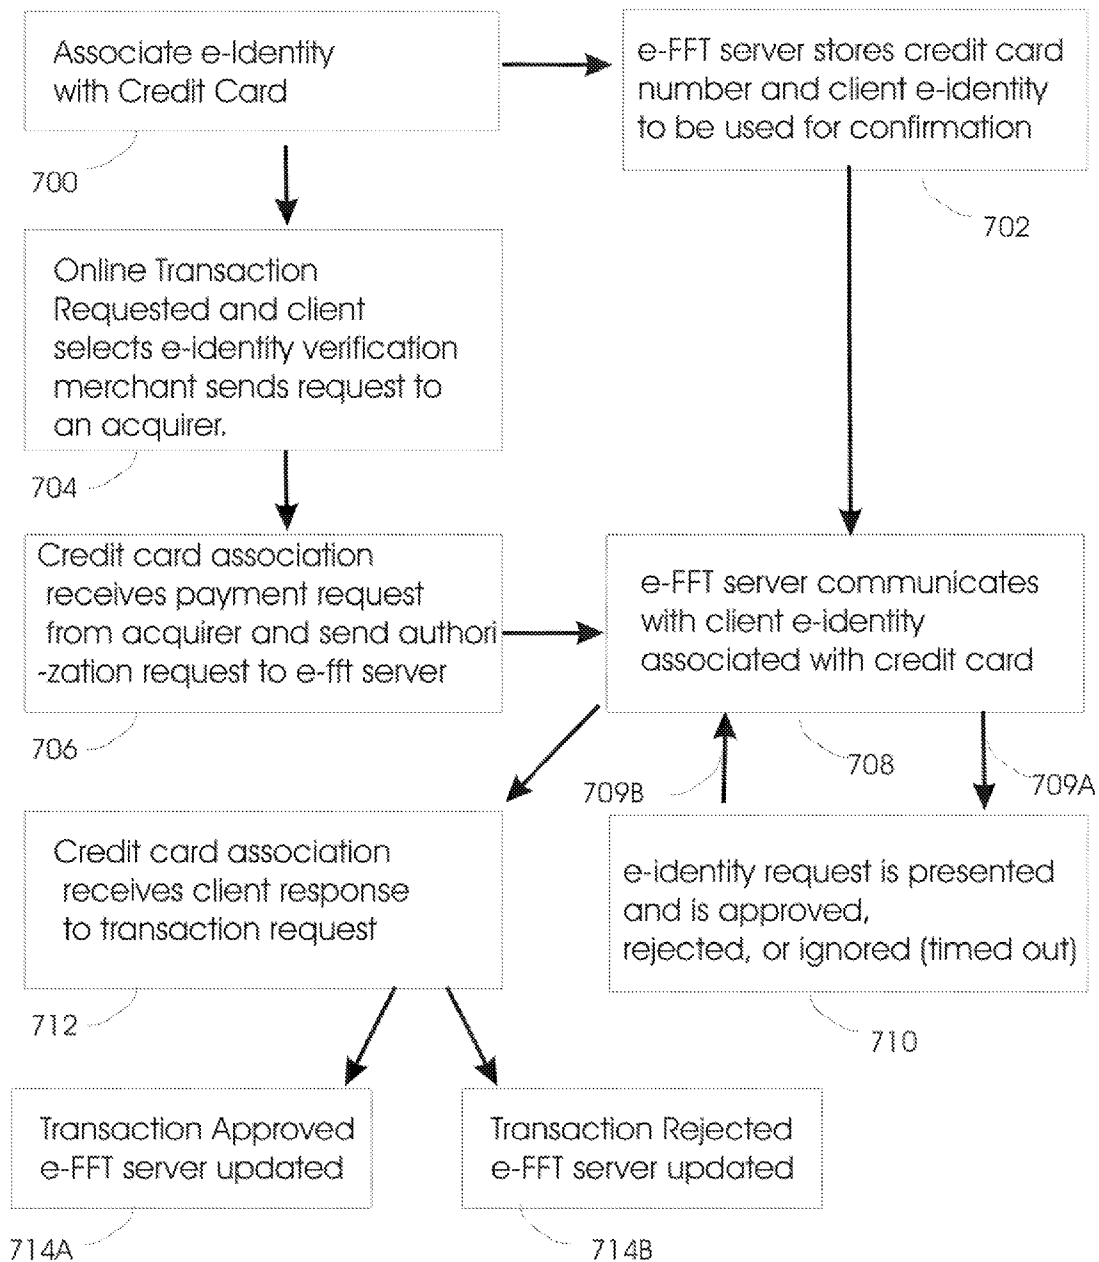 Associate e-Identity
with Credit Card
700
e-FFT server stores credit card
number and client e-identity
to be used for confirmation
702
Online Transaction
Requested and client
selects e-identity verification
merchant sends request to
an acquirer.
704
Credit card association
receives payment request
from acquirer and send authori
-zation request to e-fft server
706
e-FFT server communicates
with client e-identity
associated with credit card
708
709B
709A
Credit card association
receives client response
to transaction request
712
e-identity request is presented
and is approved,
rejected, or ignored (timed out)
710
Transaction Approved
e-FFT server updated
714A
Transaction Rejected
e-FFT server updated
714B